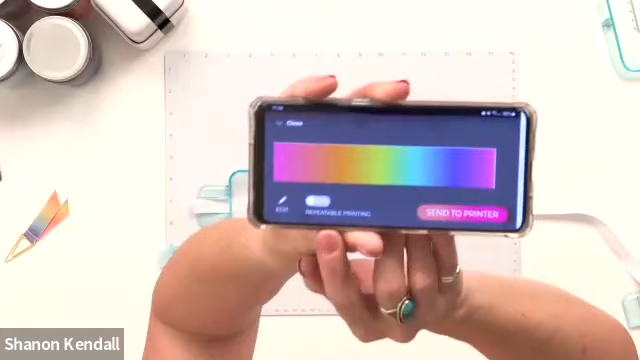 Close
EDIT
REPEATABLE PRINTING
SEND TO PRINTER
Shanon Kendall